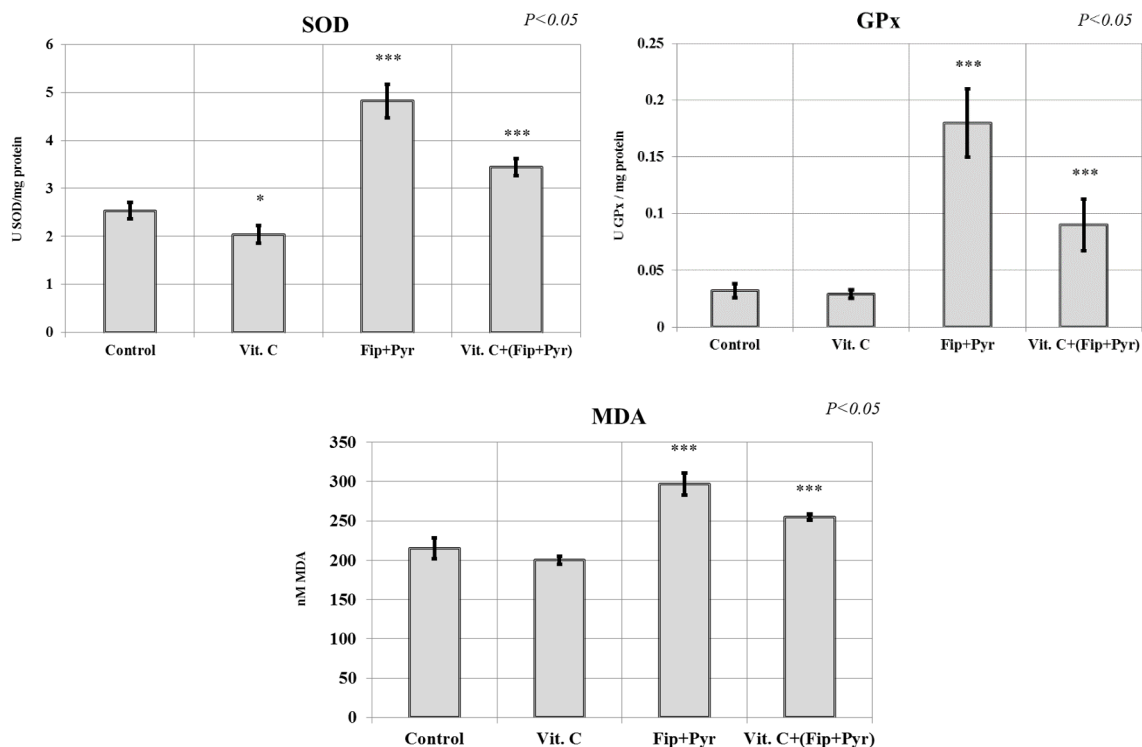 SOD
P<0.05
U SOD/mg protein
6
5
4
3
2
1
0
***
***
*
Control
Vit. C
Fip+Pyr
Vit. C+(Fip+Pyr)
GPx
P<0.05
U GPx / mg protein
0.25
0.2
0.15
0.1
0.05
0
***
***
Control
Vit. C
Fip+Pyr
Vit. C+(Fip+Pyr)
MDA
P<0.05
nM MDA
350
300
250
200
150
100
50
0
***
***
Control
Vit. C
Fip+Pyr
Vit. C+(Fip+Pyr)